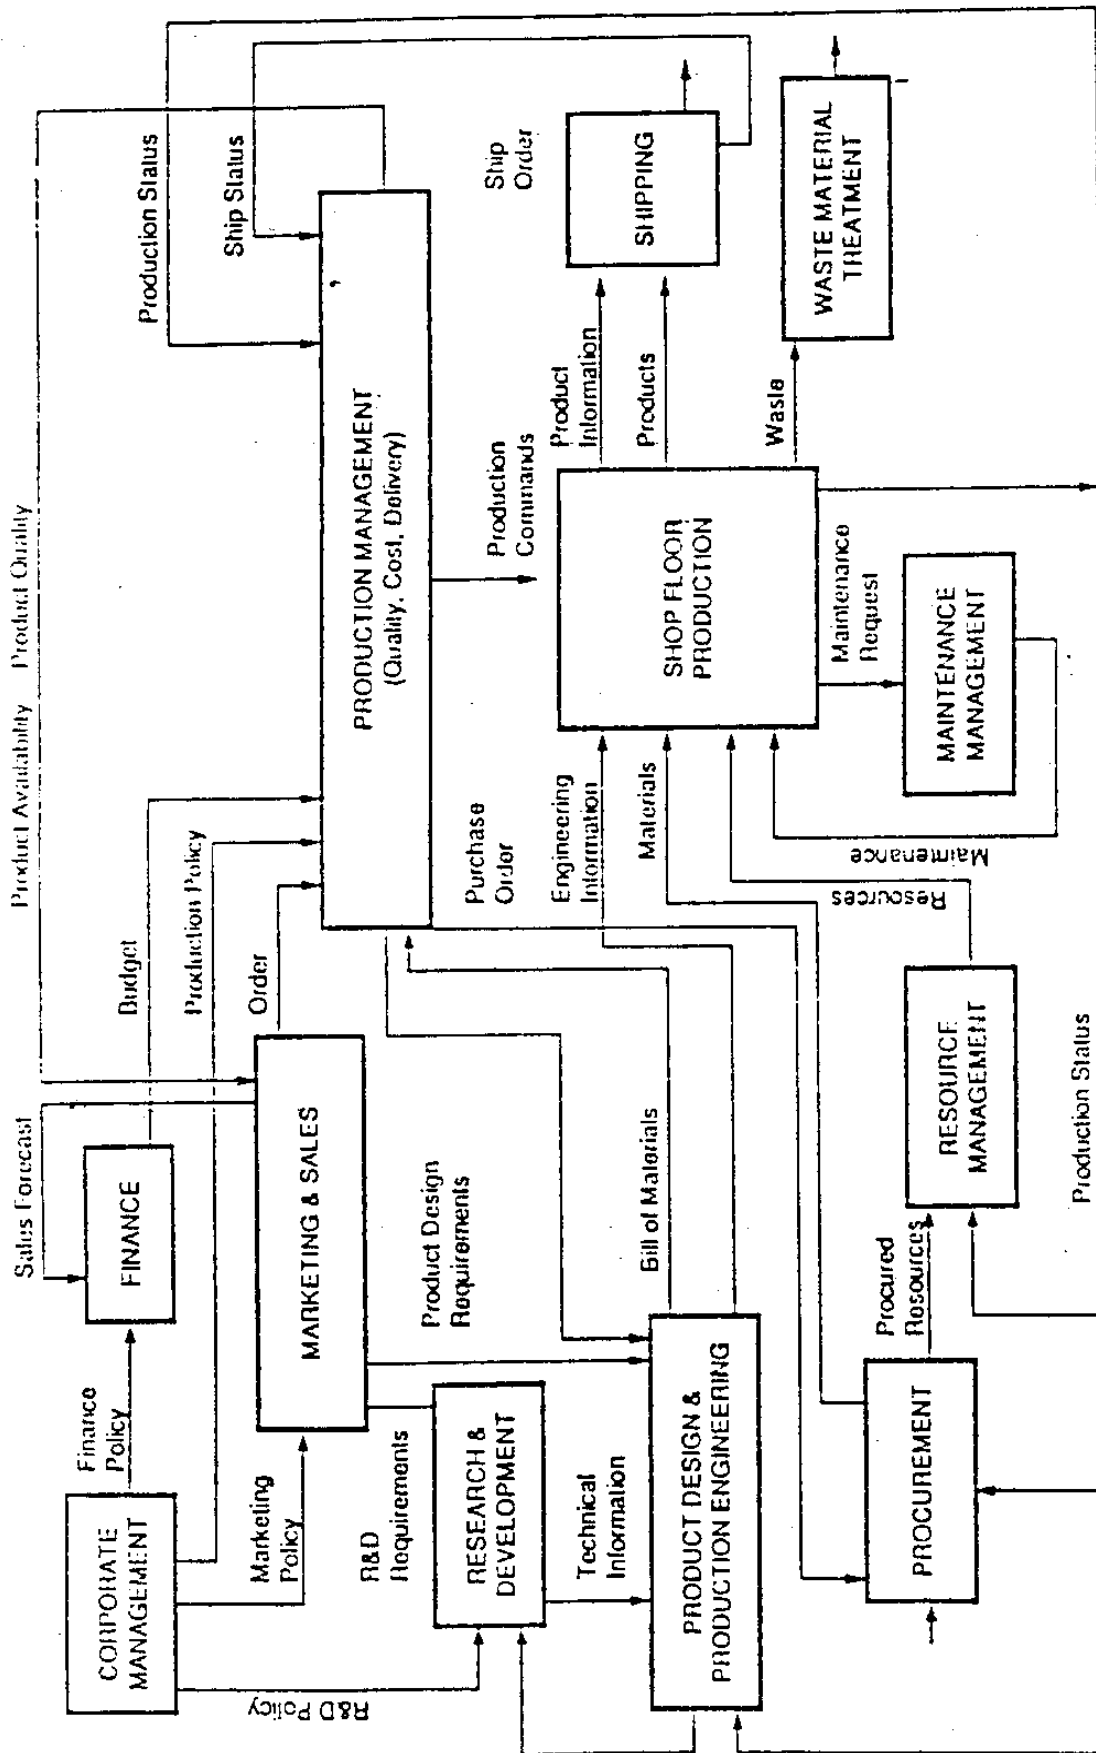 CORPORATE
MANAGEMENT
Finance
Policy
FINANCE
Sales Forecast
Product Availability
Product Quality
Budget
Production Policy
Production Status
Ship Status
Marketing
Policy
MARKETING & SALES
Order
PRODUCTION MANAGEMENT
(Quality, Cost, Delivery)
R&D Policy
R&D
Requirements
Product Design
Requirements
RESEARCH &
DEVELOPMENT
Technical
Information
Purchase
Order
Production
Commands
Ship
Order
Bill of Materials
Engineering
Information
Product
Information
SHIPPING
PRODUCT DESIGN &
PRODUCTION ENGINEERING
Materials
SHOP FLOOR
PRODUCTION
Products
Waste
WASTE MATERIAL
TREATMENT
Maintenance
Request
Resources
Maintenance
PROCUREMENT
Procured
Resources
RESOURCE
MANAGEMENT
MAINTENANCE
MANAGEMENT
Production Status